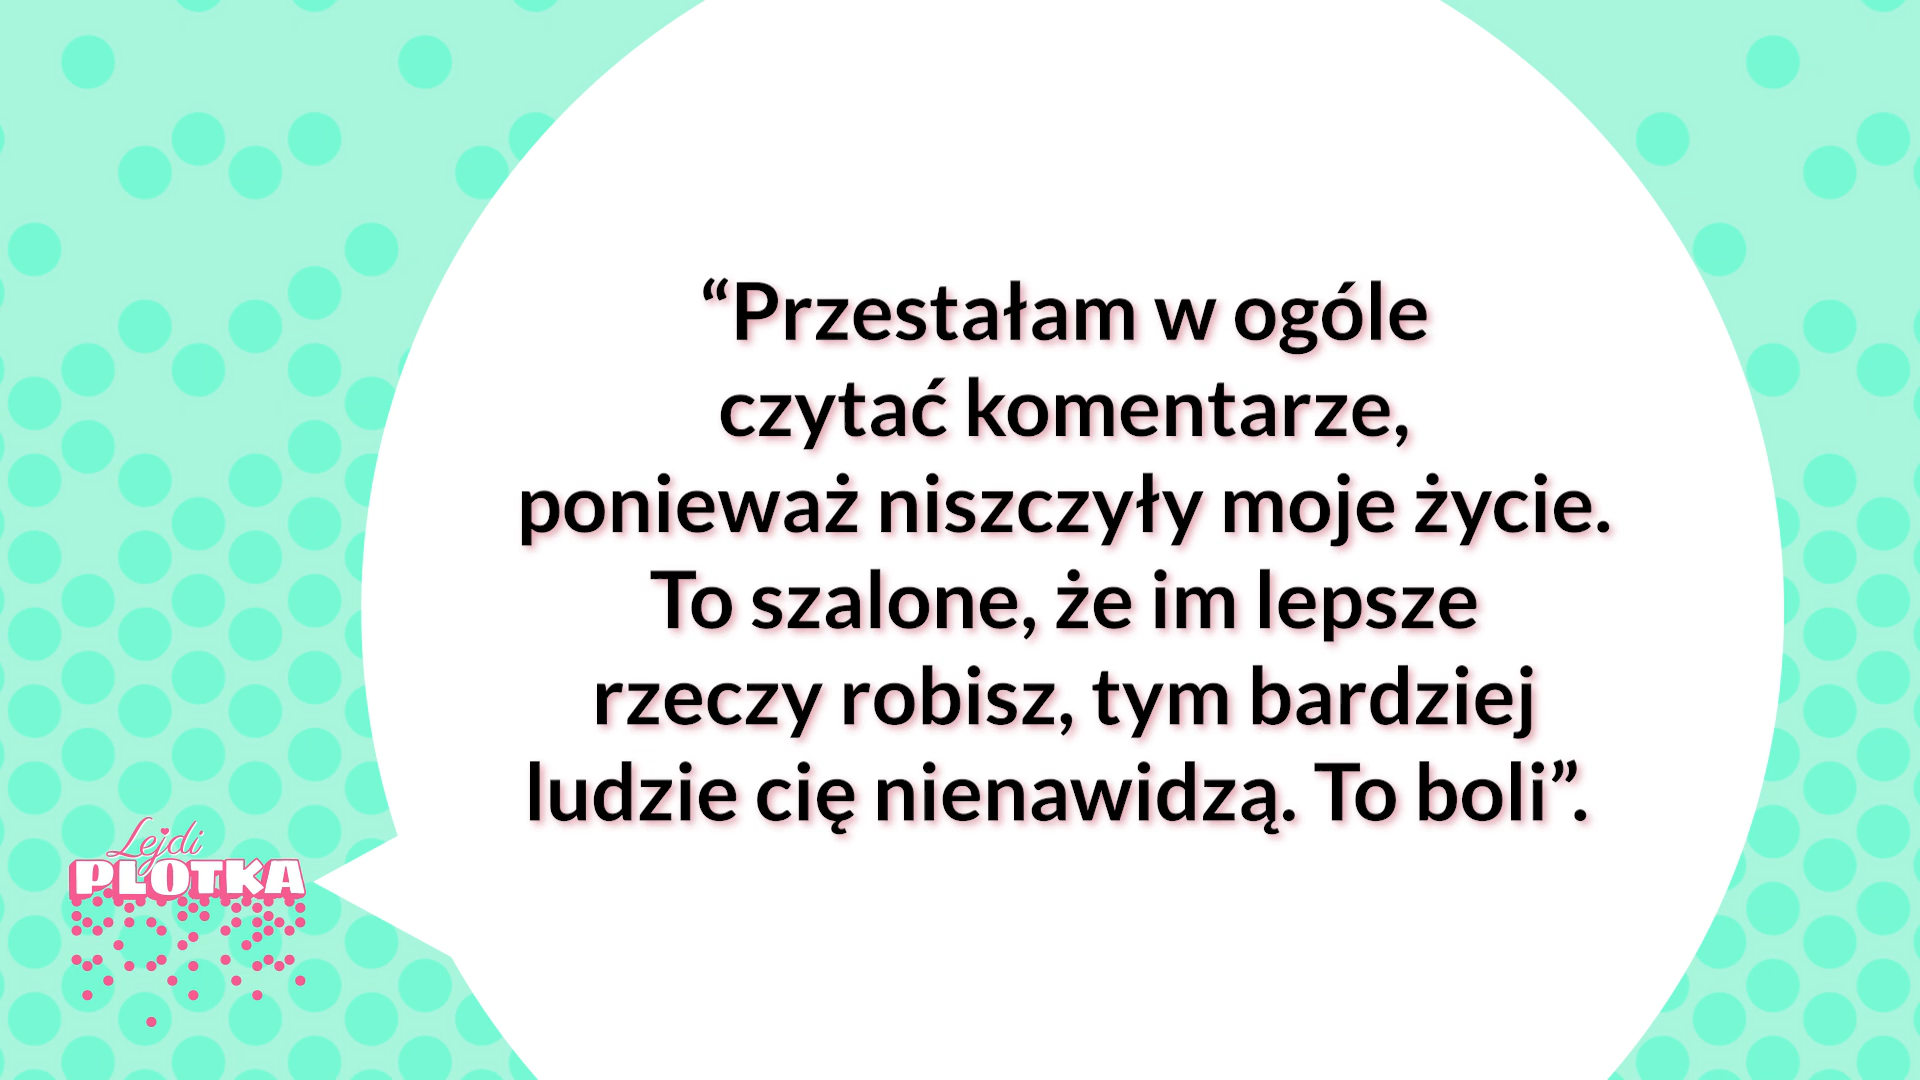 “Przestałam w ogóle
czytać komentarze,
ponieważ niszczyły moje życie.
To szalone, że im lepsze
rzeczy robisz, tym bardziej
ludzie cię nienawidzą. To boli”.
Lejdi
PLOTKA